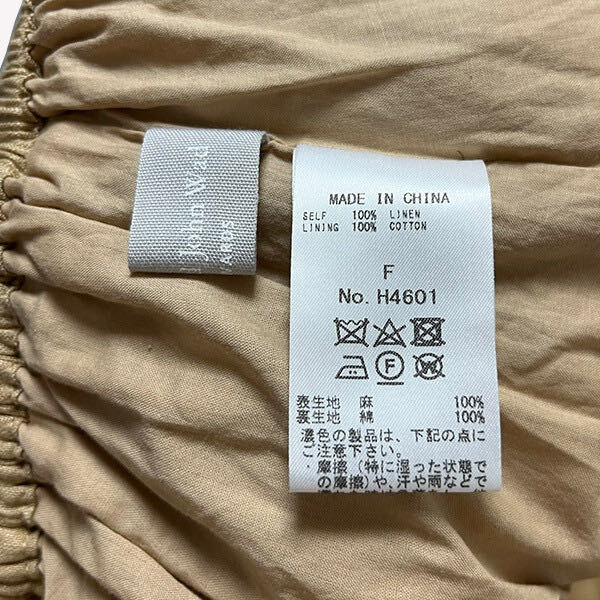 John W
MADE IN CHINA
SELF 100% LINEN
LINING 100% COTTON
F
No. H4601
表生地 麻 100%
裏生地 綿 100%
濃色の製品は、下記の点に
ご注意下さい。
・摩擦(特に湿った状態で
の摩擦)や、汗や雨などで